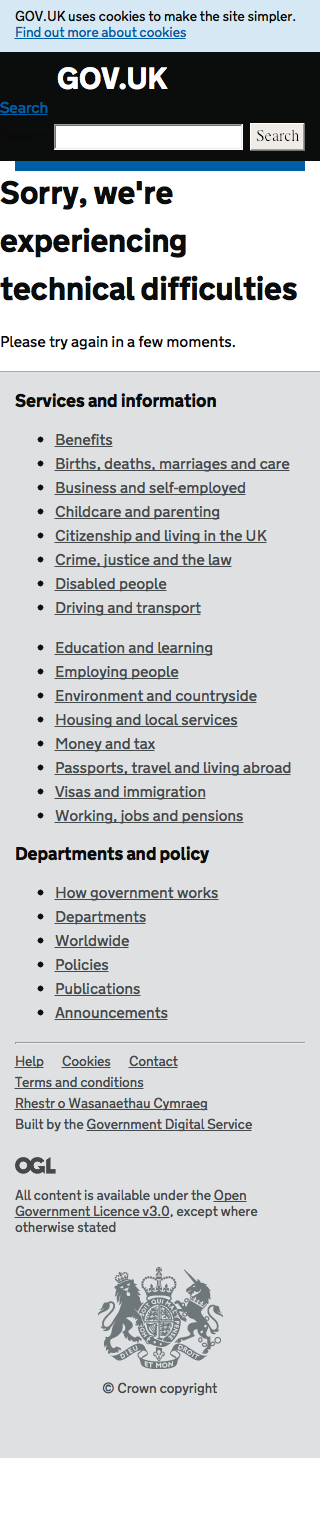 GOV.UK uses cookies to make the site simpler.
Find out more about cookies
GOV.UK
Search
Search
Sorry, we're
experiencing
technical difficulties
Please try again in a few moments.
Services and information
Benefits
Births, deaths, marriages and care
Business and self-employed
Childcare and parenting
Citizenship and living in the UK
Crime, justice and the law
Disabled people
Driving and transport
Education and learning
Employing people
Environment and countryside
Housing and local services
Money and tax
Passports, travel and living abroad
Visas and immigration
Working, jobs and pensions
Departments and policy
How government works
Departments
Worldwide
Policies
Publications
Announcements
Help Cookies Contact
Terms and conditions
Rhestr o Wasanaethau Cymraeg
Built by the Government Digital Service
OGL
All content is available under the Open
Government Licence v3.0, except where
otherwise stated
DIEU ET MON DROIT
© Crown copyright